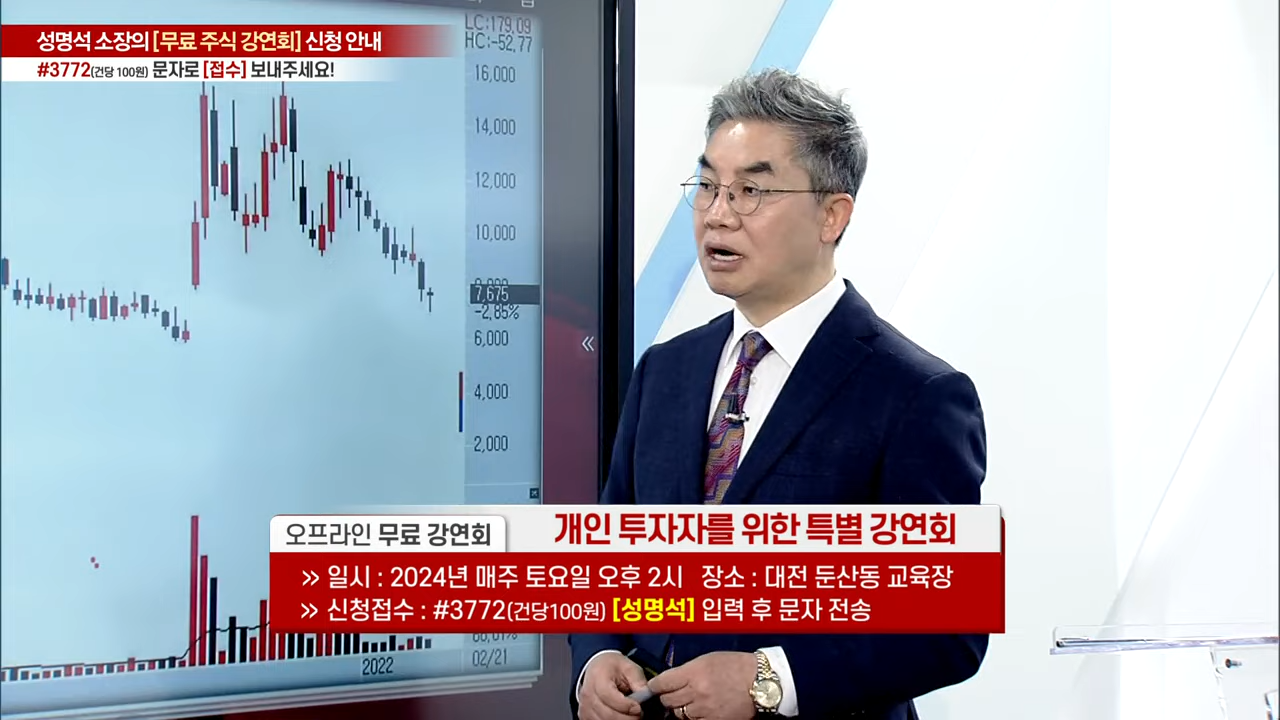 LC:179,09
HC:-52,77
성명석 소장의 [무료 주식 강연회] 신청 안내
#3772(건당 100원) 문자로 [접수] 보내주세요!
16,000
14,000
12,000
10,000
7,675
-2,85%
6,000
4,000
2,000
«
오프라인 무료 강연회
개인 투자자를 위한 특별 강연회
» 일시 : 2024년 매주 토요일 오후 2시 장소 : 대전 둔산동 교육장
» 신청접수 : #3772(건당100원) [성명석] 입력 후 문자 전송
2022
02/21